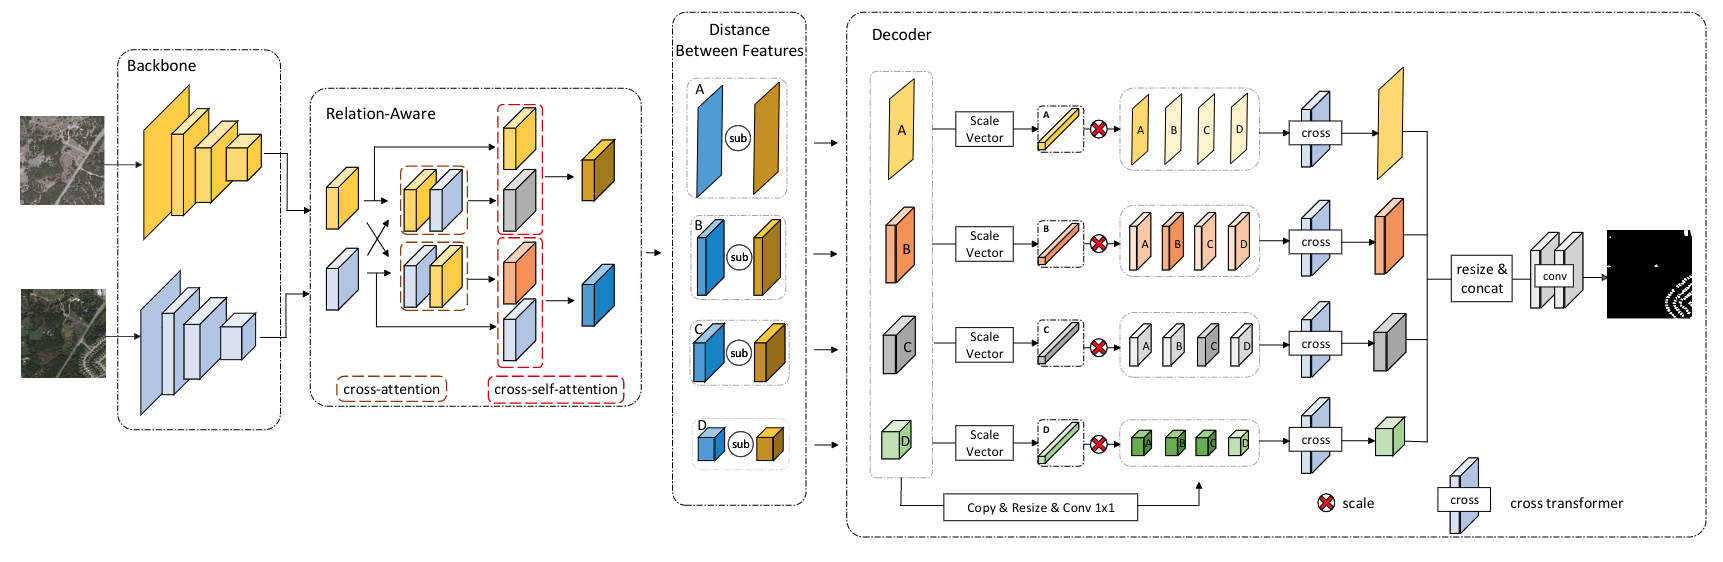 Backbone
Relation-Aware
cross-attention
cross-self-attention
Distance
Between Features
A
sub
B
sub
C
sub
D
sub
Decoder
A
Scale
Vector
A
A
B
C
D
cross
B
Scale
Vector
B
A
B
C
D
cross
C
Scale
Vector
C
A
B
C
D
cross
D
Scale
Vector
D
A
B
C
D
cross
resize &
concat
conv
Copy & Resize & Conv 1x1
scale
cross
cross transformer